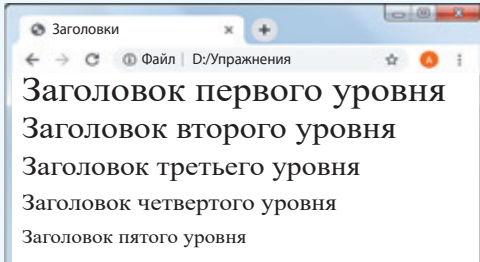 Заголовки
Файл | D:/Упражнения
A
Заголовок первого уровня
Заголовок второго уровня
Заголовок третьего уровня
Заголовок четвертого уровня
Заголовок пятого уровня